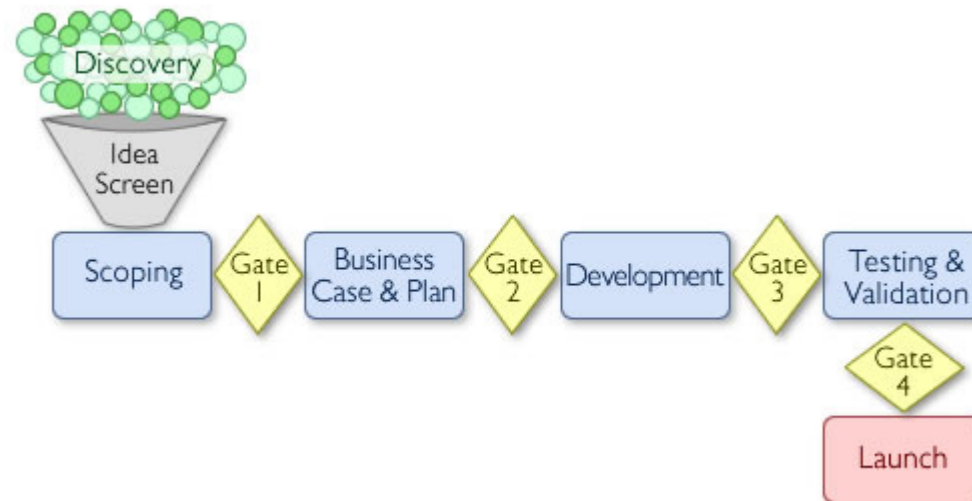 Discovery
Idea
Screen
Scoping
Gate
1
Business
Case & Plan
Gate
2
Development
Gate
3
Testing &
Validation
Gate
4
Launch